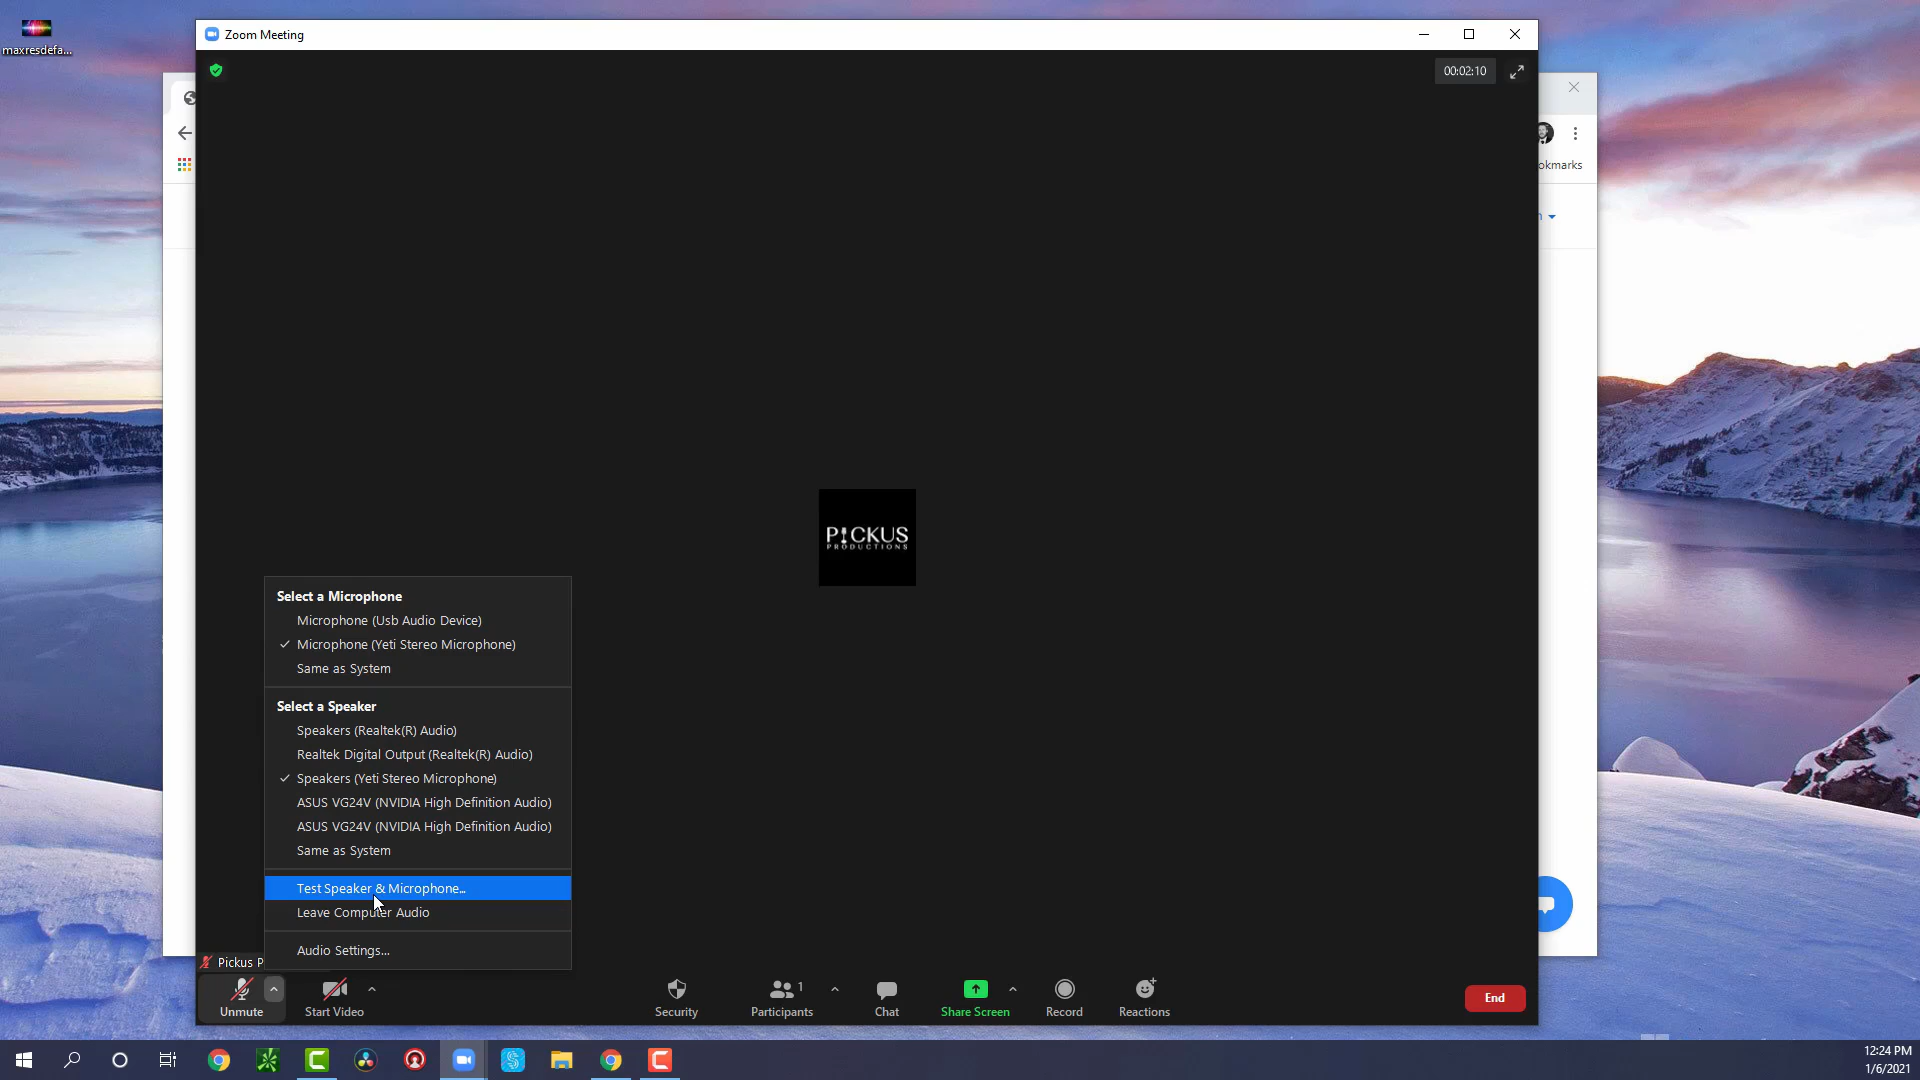 maxresdefa...
Zoom Meeting
00:02:10
okmarks
PICKUS
PRODUCTIONS
Select a Microphone
Microphone (Usb Audio Device)
✓ Microphone (Yeti Stereo Microphone)
Same as System
Select a Speaker
Speakers (Realtek(R) Audio)
Realtek Digital Output (Realtek(R) Audio)
✓ Speakers (Yeti Stereo Microphone)
ASUS VG24V (NVIDIA High Definition Audio)
ASUS VG24V (NVIDIA High Definition Audio)
Same as System
Test Speaker & Microphone...
Leave Computer Audio
Audio Settings...
Pickus P
Unmute
Start Video
Security
1
Participants
Chat
Share Screen
Record
Reactions
End
12:24 PM
1/6/2021